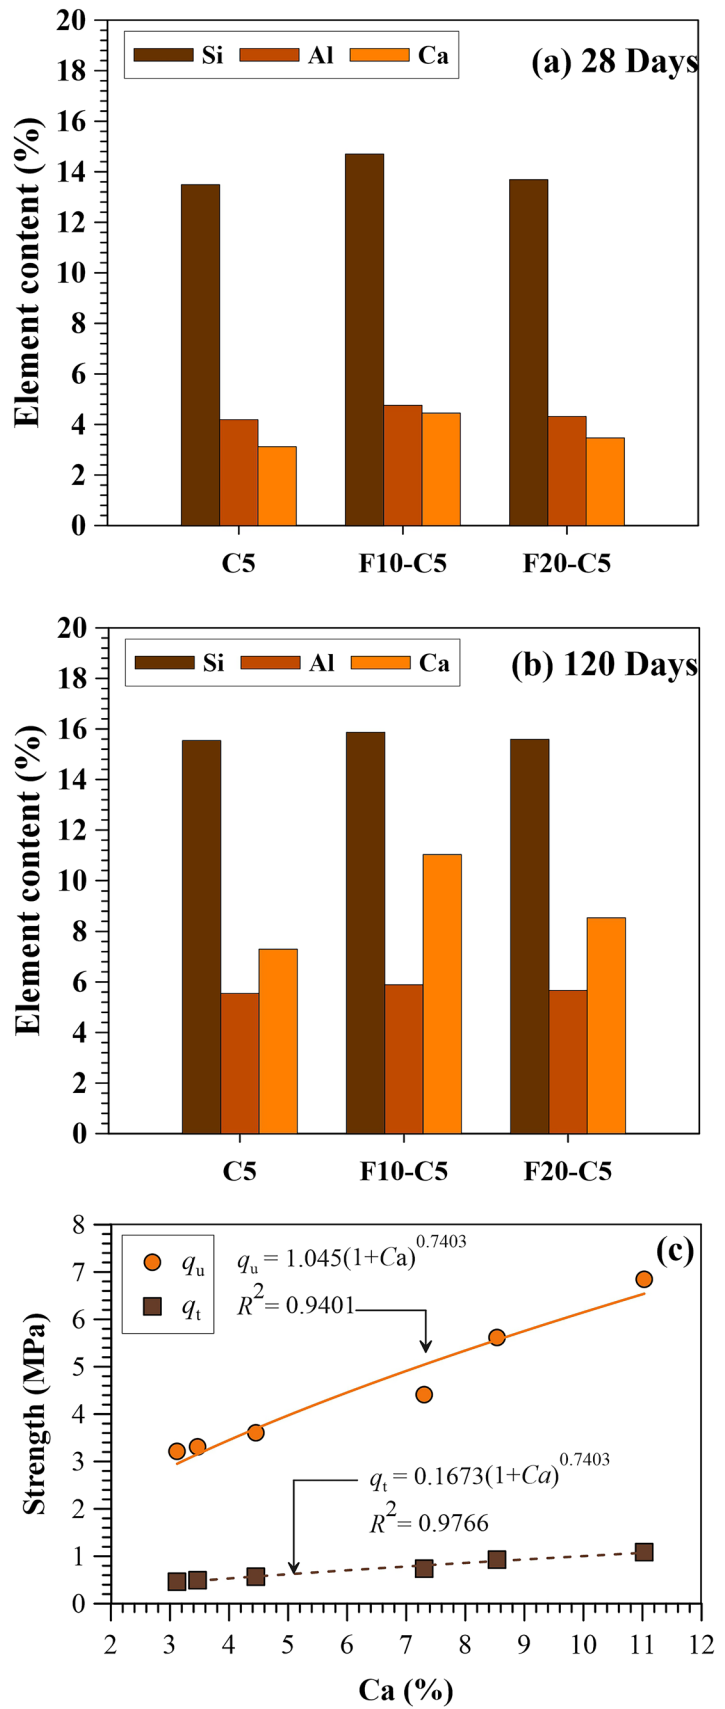 20
18
16
14
12
10
8
6
4
2
0
Element content (%)
Si Al Ca
(a) 28 Days
C5 F10-C5 F20-C5
20
18
16
14
12
10
8
6
4
2
0
Element content (%)
Si Al Ca
(b) 120 Days
C5 F10-C5 F20-C5
8
7
6
5
4
3
2
1
0
Strength (MPa)
qu
qt
qu = 1.045(1+Ca)^0.7403
R^2 = 0.9401
(c)
qt = 0.1673(1+Ca)^0.7403
R^2 = 0.9766
2 3 4 5 6 7 8 9 10 11 12
Ca (%)